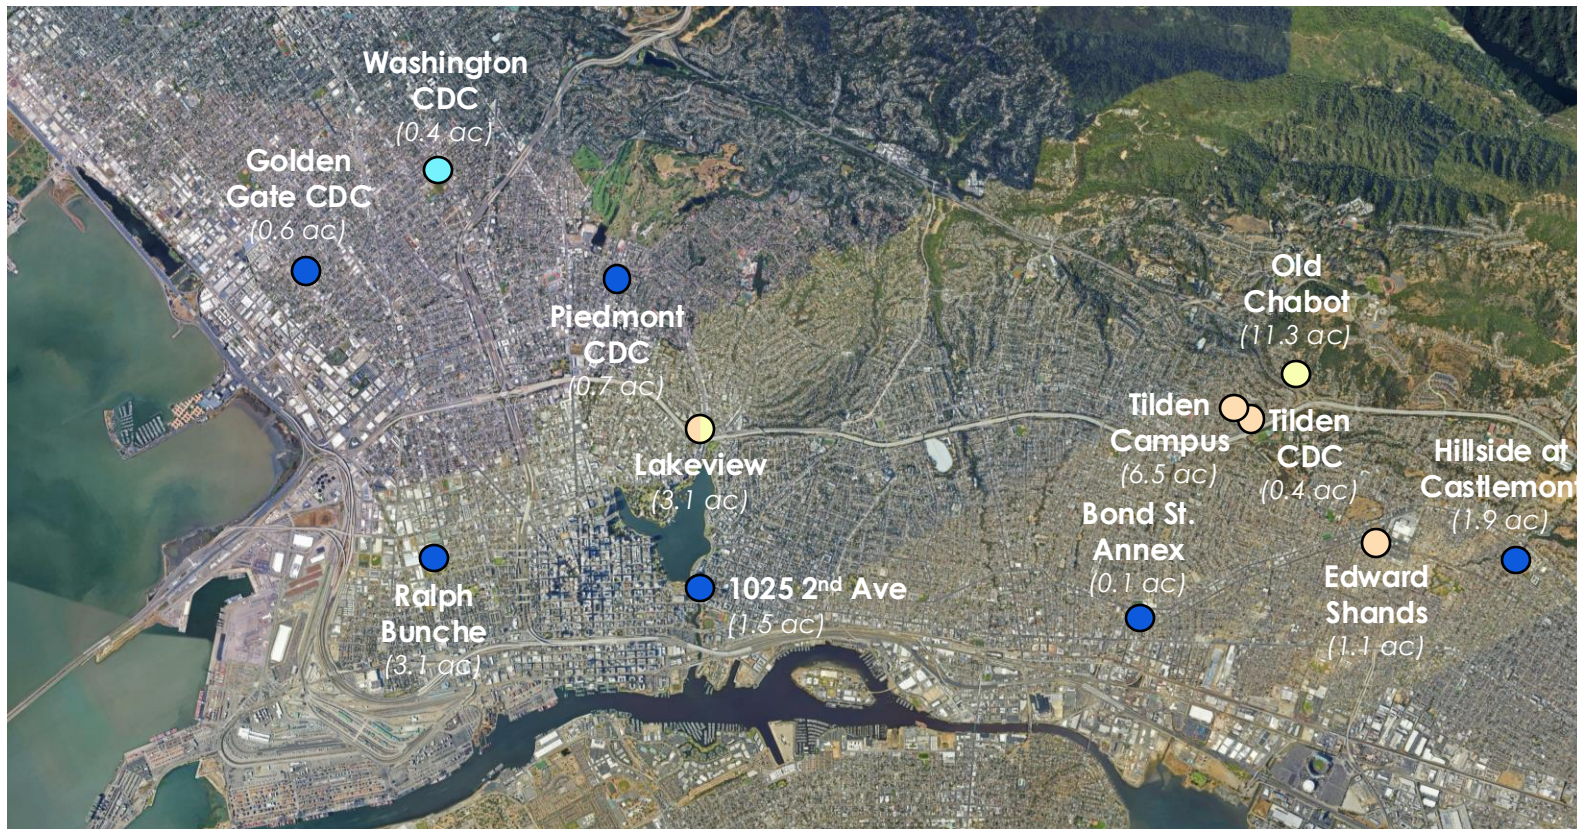 Washington
CDC
(0.4 ac)
Golden
Gate CDC
(0.6 ac)
Piedmont
CDC
(0.7 ac)
Old
Chabot
(11.3 ac)
Tilden
Campus
(6.5 ac)
Tilden
CDC
(0.4 ac)
Hillside at
Castlemont
(1.9 ac)
Lakeview
(3.1 ac)
Bond St.
Annex
(0.1 ac)
Edward
Shands
(1.1 ac)
Ralph
Bunche
(3.1 ac)
1025 2nd Ave
(1.5 ac)